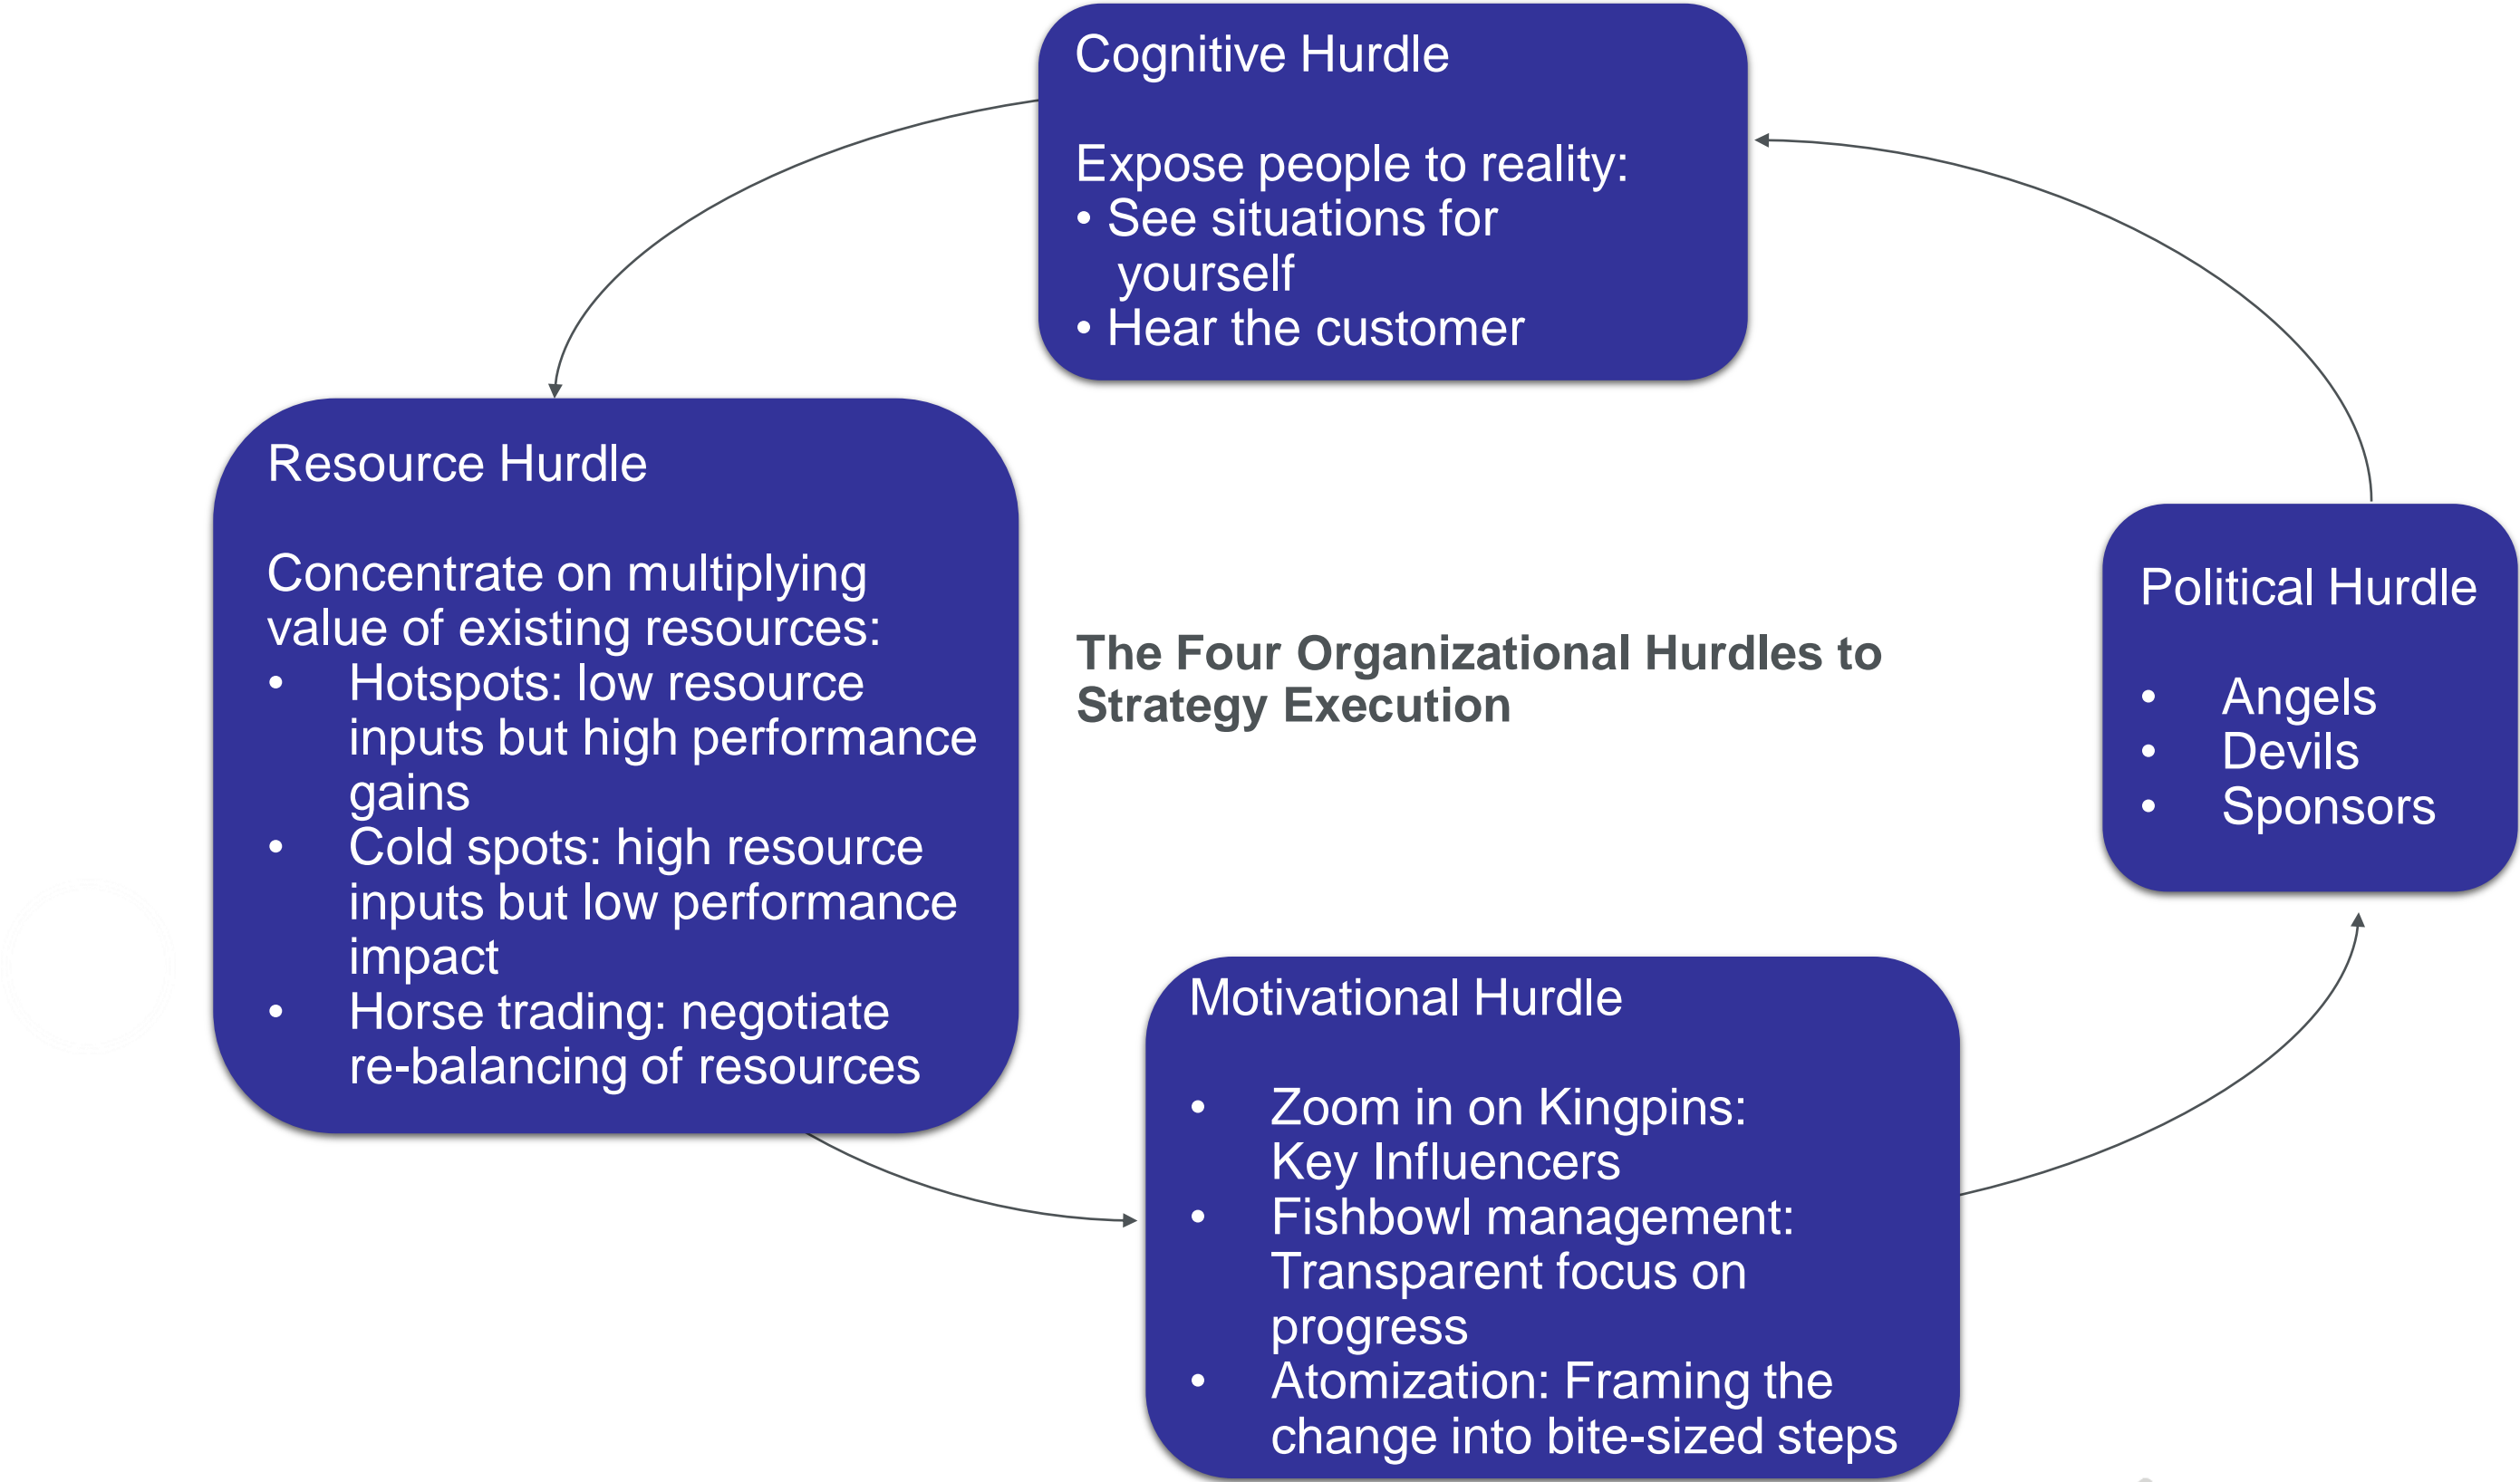 Cognitive Hurdle
Expose people to reality:
• See situations for
yourself
• Hear the customer
Resource Hurdle
Concentrate on multiplying
value of existing resources:
• Hotspots: low resource
inputs but high performance
gains
• Cold spots: high resource
inputs but low performance
impact
• Horse trading: negotiate
re-balancing of resources
The Four Organizational Hurdles to
Strategy Execution
Political Hurdle
• Angels
• Devils
• Sponsors
Motivational Hurdle
• Zoom in on Kingpins:
Key Influencers
• Fishbowl management:
Transparent focus on
progress
• Atomization: Framing the
change into bite-sized steps